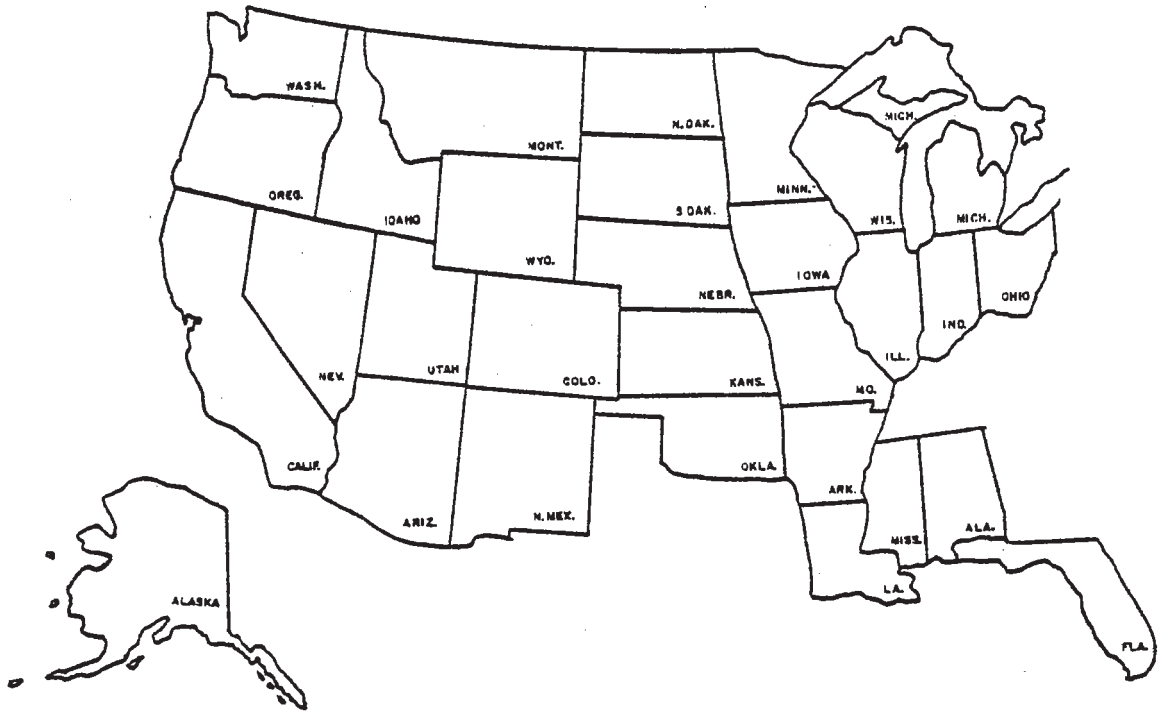 WASH.
MONT.
N. DAK.
MICH.
OREG.
IDAHO
WYO.
S DAK.
MINN.
WIS.
MICH.
NEBR.
IOWA
OHIO
NEV.
UTAH
COLO.
KANS.
MO.
ILL.
IND.
CALIF.
ARIZ.
N. MEX.
OKLA.
ARK.
MISS.
ALA.
LA.
FLA.
ALASKA